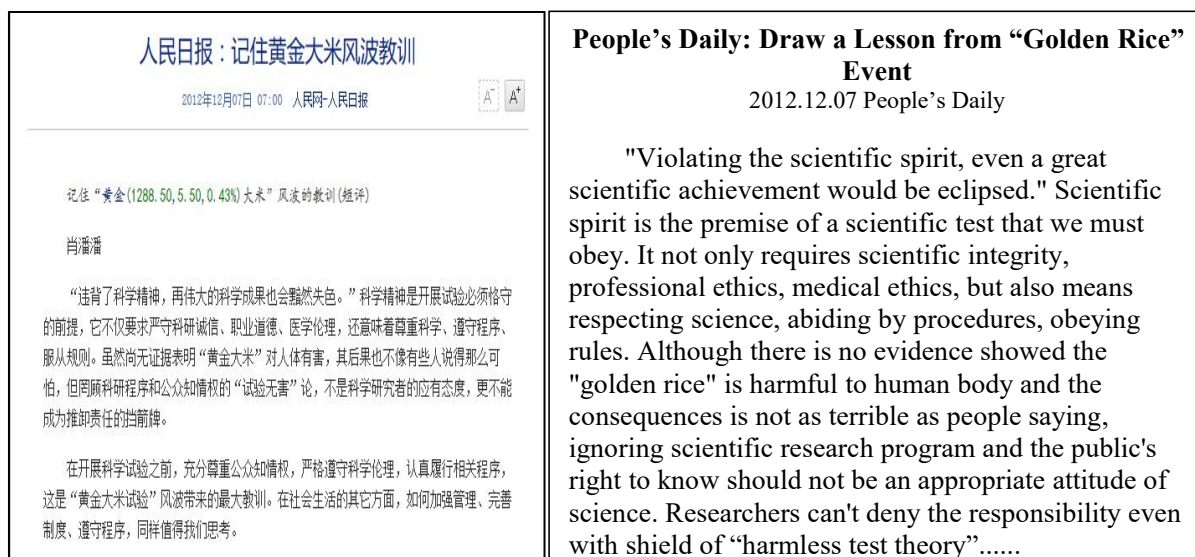 人民日报：记住黄金大米风波教训
2012年12月07日 07:00 人民网-人民日报
A- A+
记住“黄金(1288.50,5.50,0.43%)大米”风波的教训(短评)
肖潘潘
“违背了科学精神，再伟大的科学成果也会黯然失色。”科学精神是开展试验必须恪守
的前提，它不仅要求严守科研诚信、职业道德、医学伦理，还意味着尊重科学、遵守程序、
服从规则。虽然尚无证据表明“黄金大米”对人体有害，其后果也不像有些人说得那么可
怕，但罔顾科研程序和公众知情权的“试验无害”论，不是科学研究者的应有态度，更不能
成为推卸责任的挡箭牌。
在开展科学试验之前，充分尊重公众知情权，严格遵守科学伦理，认真履行相关程序，
这是“黄金大米试验”风波带来的最大教训。在社会生活的其它方面，如何加强管理、完善
制度、遵守程序，同样值得我们思考。
People’s Daily: Draw a Lesson from “Golden Rice”
Event
2012.12.07 People’s Daily
"Violating the scientific spirit, even a great
scientific achievement would be eclipsed." Scientific
spirit is the premise of a scientific test that we must
obey. It not only requires scientific integrity,
professional ethics, medical ethics, but also means
respecting science, abiding by procedures, obeying
rules. Although there is no evidence showed the
"golden rice" is harmful to human body and the
consequences is not as terrible as people saying,
ignoring scientific research program and the public's
right to know should not be an appropriate attitude of
science. Researchers can't deny the responsibility even
with shield of “harmless test theory”......